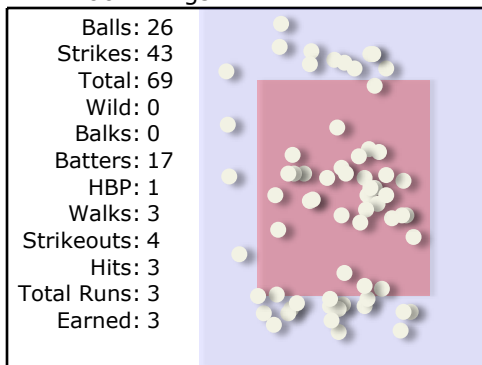 Balls: 26
Strikes: 43
Total: 69
Wild: 0
Balks: 0
Batters: 17
HBP: 1
Walks: 3
Strikeouts: 4
Hits: 3
Total Runs: 3
Earned: 3